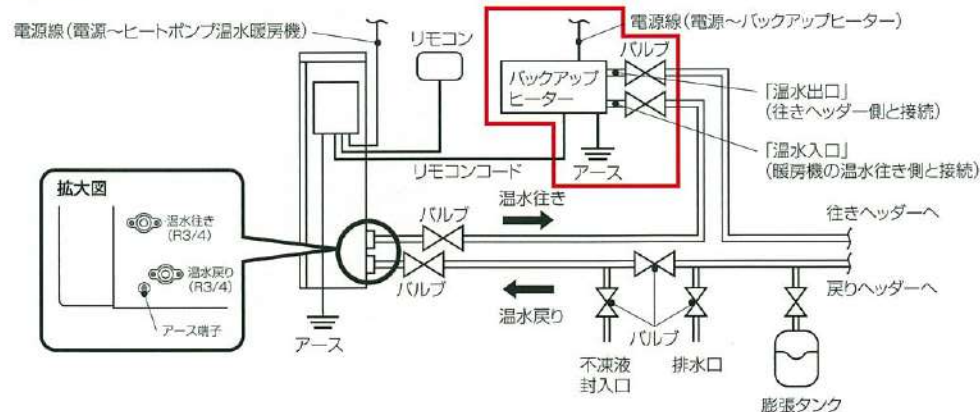 電源線(電源〜ヒートポンプ温水暖房機)
リモコン
電源線(電源〜バックアップヒーター)
バルブ
バックアップ
ヒーター
「温水出口」
(往きヘッダー側と接続)
「温水入口」
(暖房機の温水往き側と接続)
アース
リモコンコード
拡大図
温水往き
(R3/4)
温水戻り
(R3/4)
アース端子
バルブ
温水往き
往きヘッダーへ
バルブ
温水戻り
戻りヘッダーへ
アース
バルブ
不凍液
封入口
排水口
膨張タンク